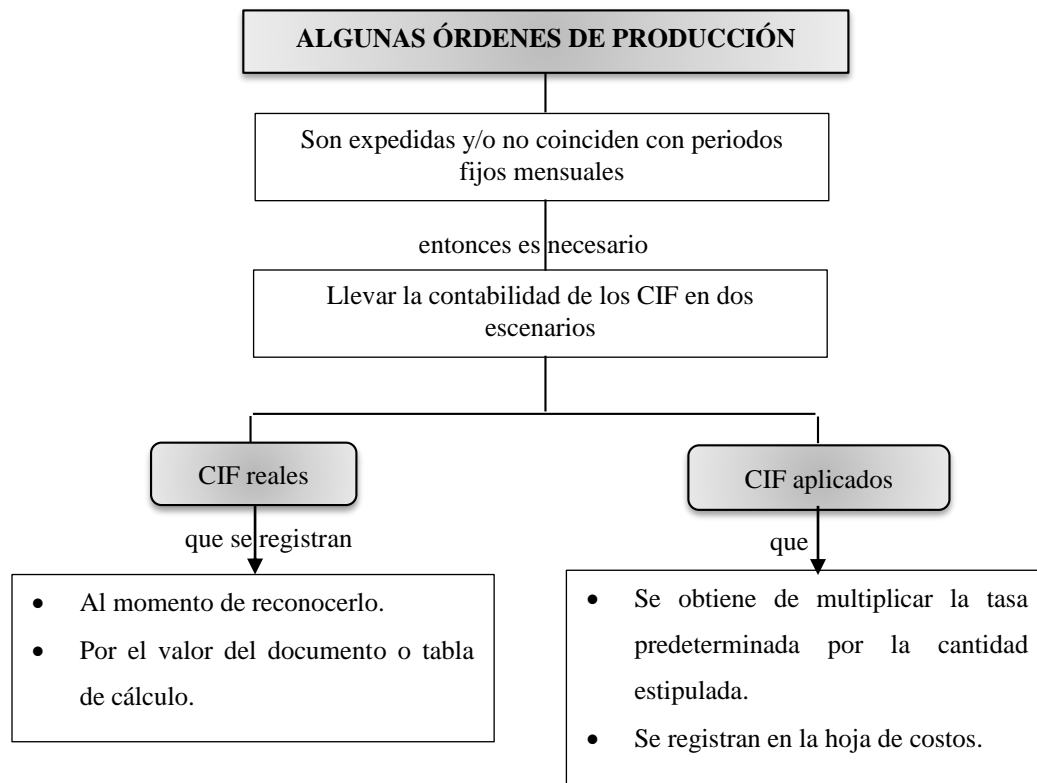 ALGUNAS ÓRDENES DE PRODUCCIÓN
Son expedidas y/o no coinciden con periodos
fijos mensuales
entonces es necesario
Llevar la contabilidad de los CIF en dos
escenarios
CIF reales
que se registran
• Al momento de reconocerlo.
• Por el valor del documento o tabla
de cálculo.
CIF aplicados
que
• Se obtiene de multiplicar la tasa
predeterminada por la cantidad
estipulada.
• Se registran en la hoja de costos.